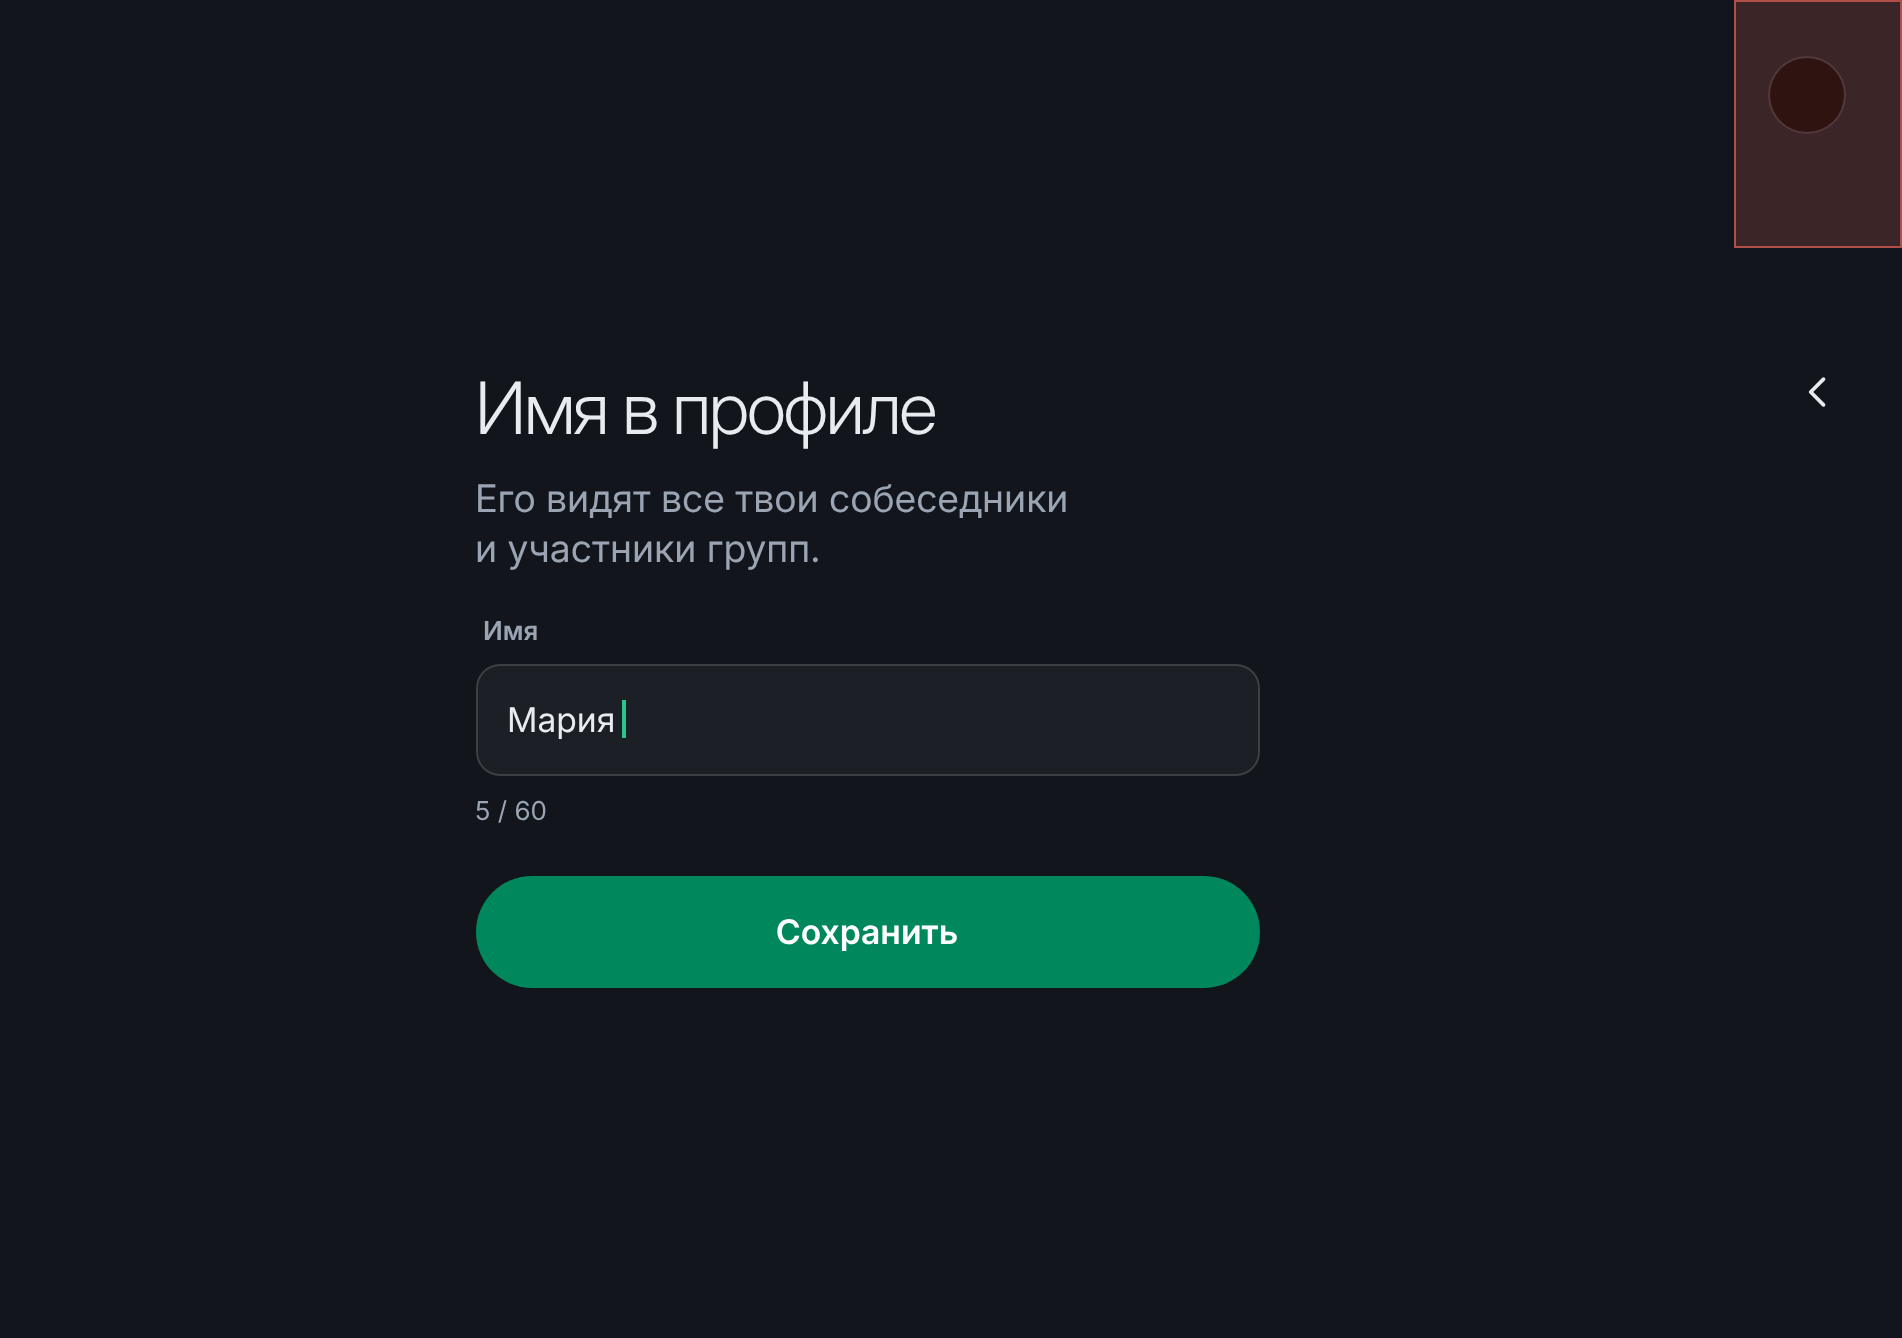 Имя в профиле
Его видят все твои собеседники
и участники групп.
Имя
Мария
5 / 60
Сохранить